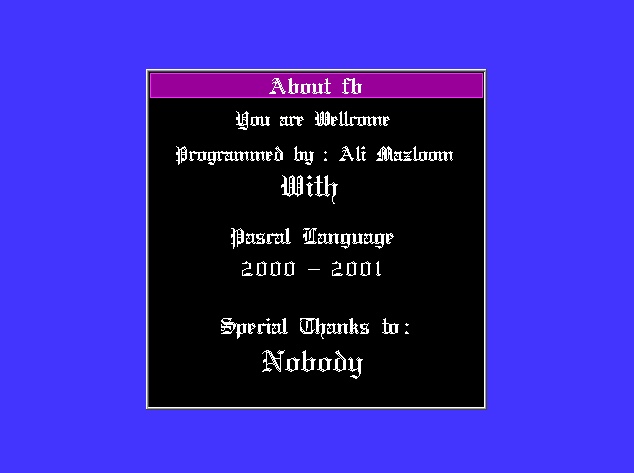 About fb
You are Wellcome
Programmed by : Ali Mazloom
With
Pascal Language
2000 - 2001
Special Thanks to:
Nobody